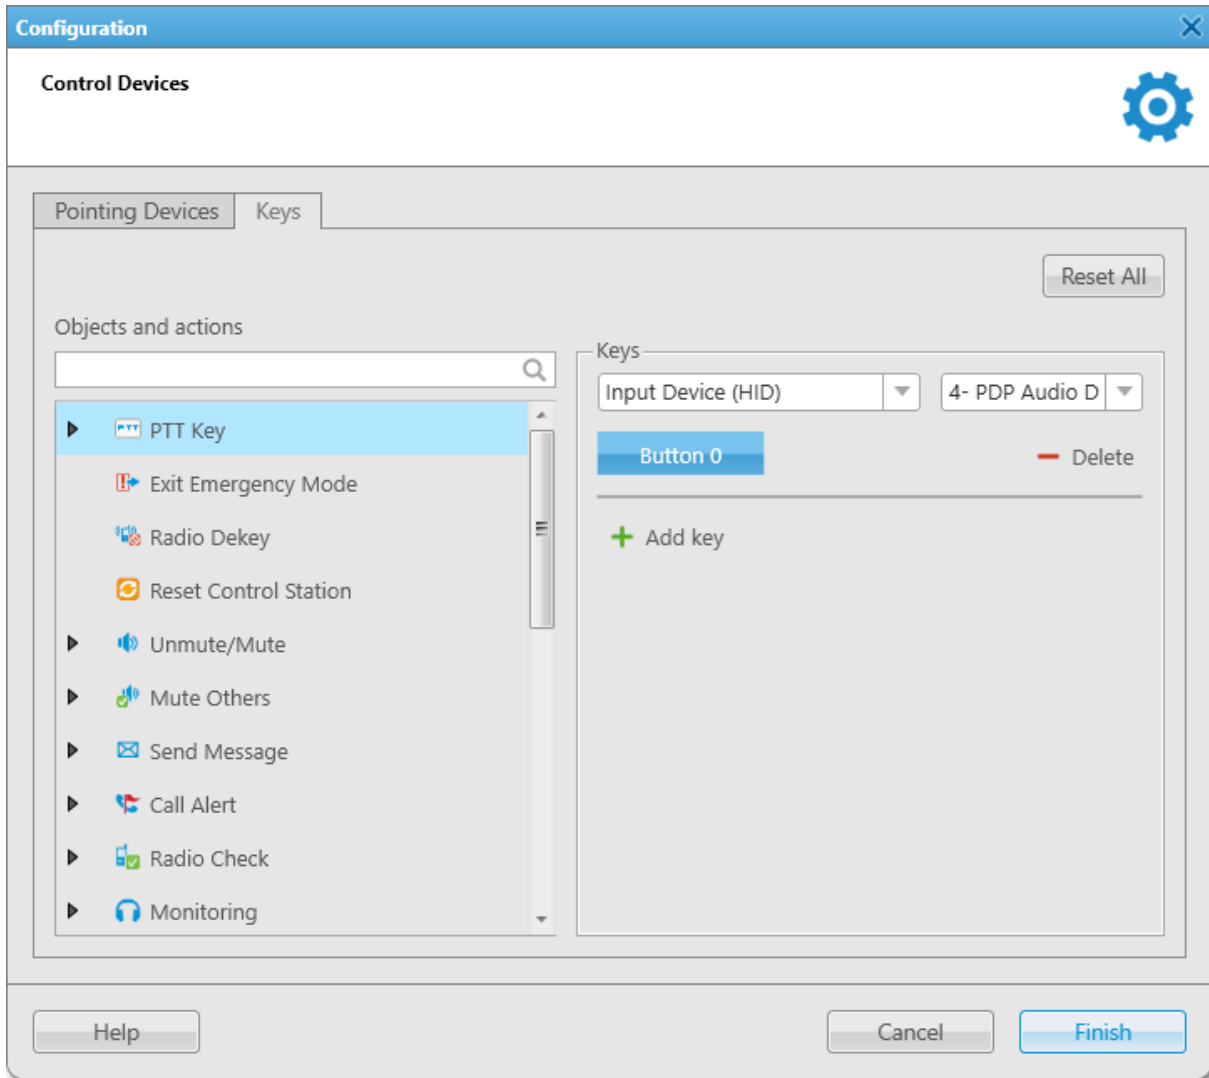 Configuration
Control Devices
Pointing Devices
Keys
Reset All
Objects and actions
PTT PTT Key
Exit Emergency Mode
Radio Dekey
Reset Control Station
Unmute/Mute
Mute Others
Send Message
Call Alert
Radio Check
Monitoring
Keys
Input Device (HID)
4- PDP Audio D
Button 0
Delete
Add key
Help
Cancel
Finish